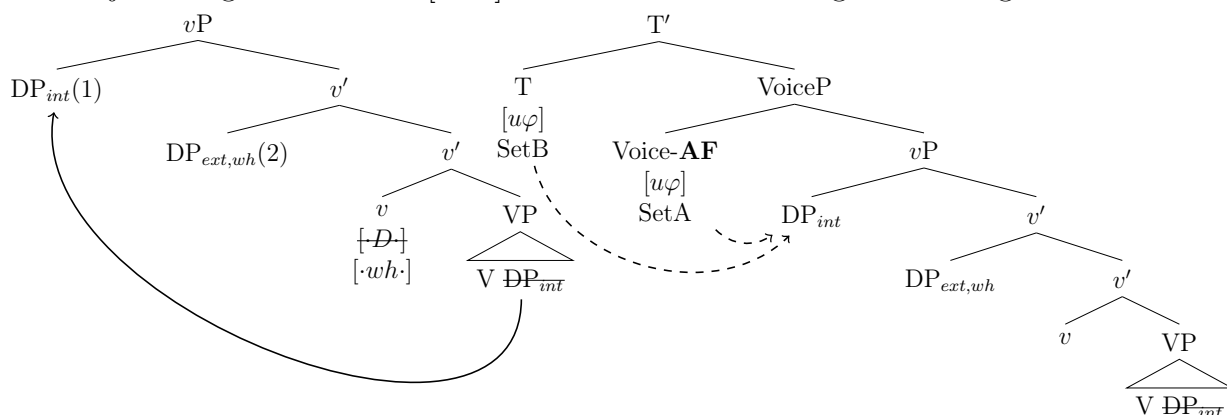 vP
DP_int(1) v′
DP_ext,wh(2) v′
v VP
[·D·]
[·wh·]
V DP_int
T′
T VoiceP
[uφ]
SetB
Voice-AF vP
[uφ]
SetA
DP_int v′
DP_ext,wh v′
v VP
V DP_int